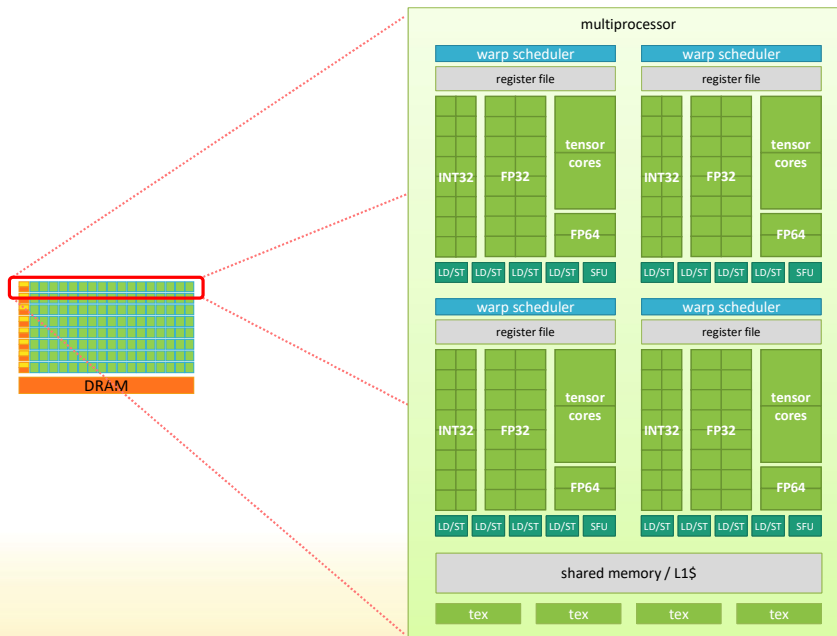 multiprocessor
warp scheduler
register file
INT32
FP32
tensor
cores
FP64
LD/ST LD/ST LD/ST LD/ST SFU
warp scheduler
register file
INT32
FP32
tensor
cores
FP64
LD/ST LD/ST LD/ST LD/ST SFU
DRAM
warp scheduler
register file
INT32
FP32
tensor
cores
FP64
LD/ST LD/ST LD/ST LD/ST SFU
warp scheduler
register file
INT32
FP32
tensor
cores
FP64
LD/ST LD/ST LD/ST LD/ST SFU
shared memory / L1$
tex tex tex tex